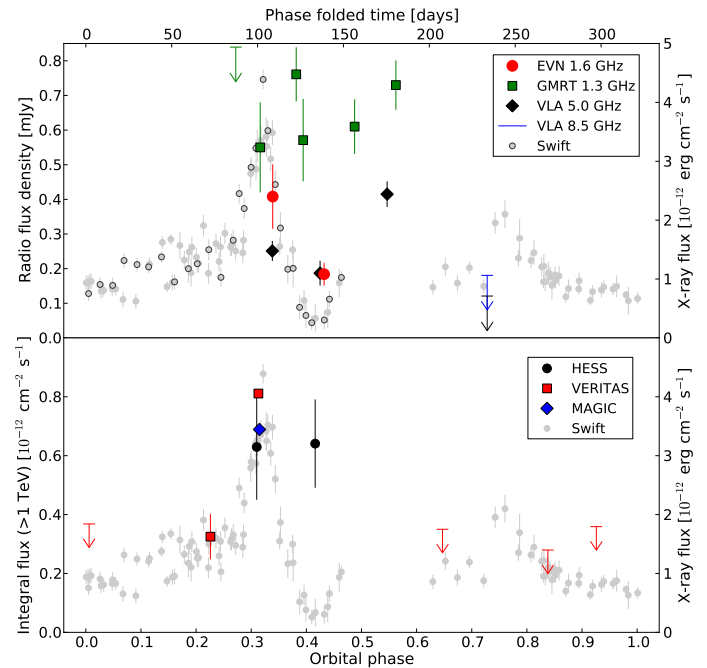 Phase folded time [days]
0 50 100 150 200 250 300
0.8
0.7
0.6
0.5
0.4
0.3
0.2
0.1
0.0
Radio flux density [mJy]
5
4
3
2
1
0
X-ray flux [10⁻¹² erg cm⁻² s⁻¹]
EVN 1.6 GHz
GMRT 1.3 GHz
VLA 5.0 GHz
VLA 8.5 GHz
Swift
0.8
0.6
0.4
0.2
0.0
Integral flux (>1 TeV) [10⁻¹² cm⁻² s⁻¹]
4
3
2
1
0
X-ray flux [10⁻¹² erg cm⁻² s⁻¹]
HESS
VERITAS
MAGIC
Swift
0.0 0.1 0.2 0.3 0.4 0.5 0.6 0.7 0.8 0.9 1.0
Orbital phase